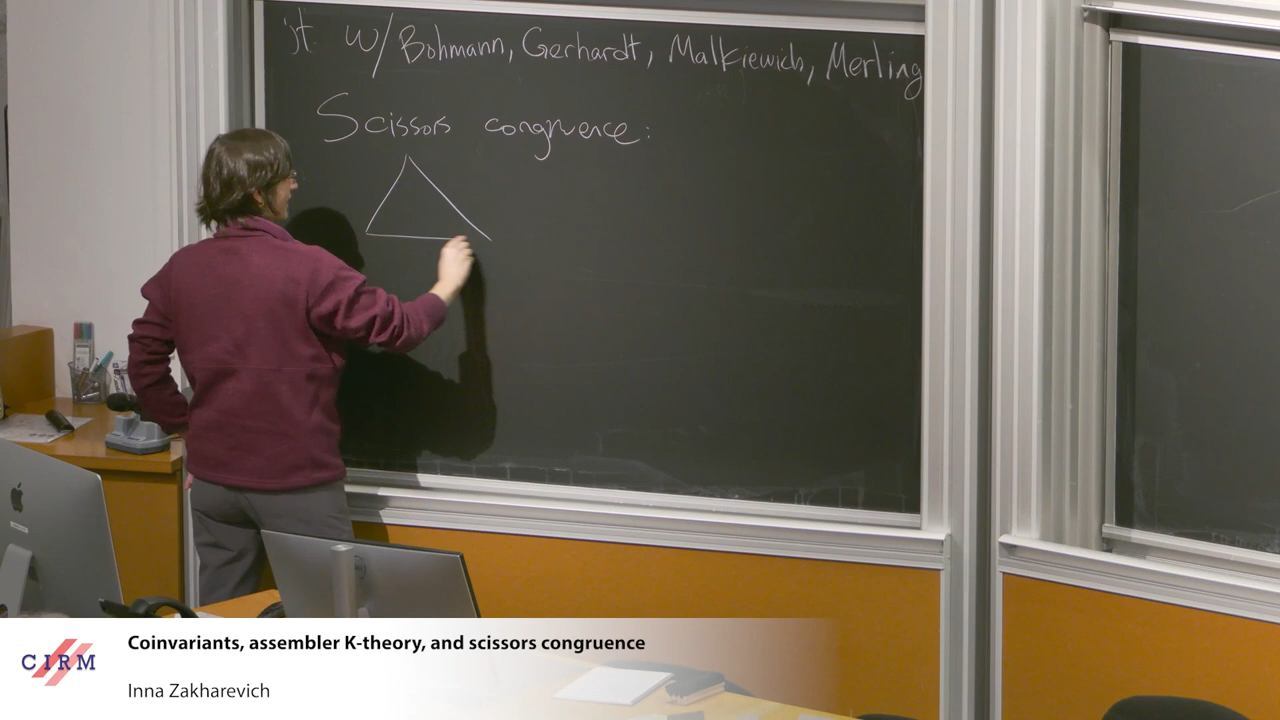 jt. w/ Bohmann, Gerhardt, Malkiewich, Merling
Scissors congruence:
CIRM
Coinvariants, assembler K-theory, and scissors congruence
Inna Zakharevich